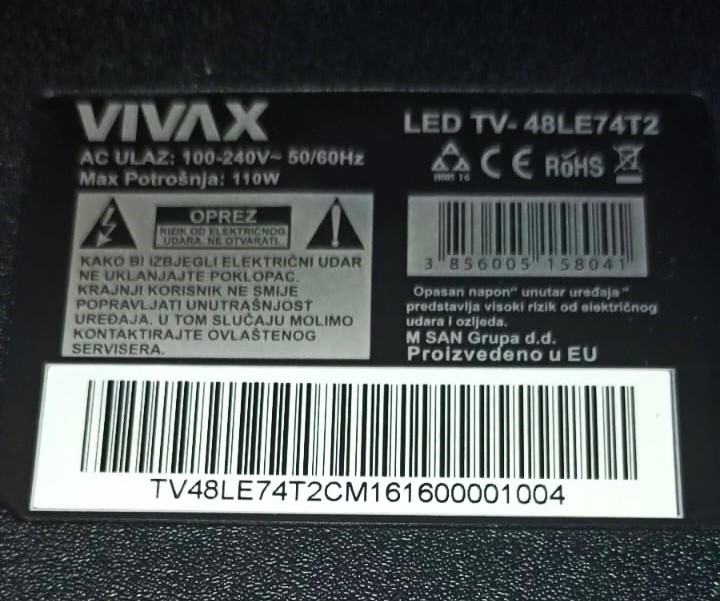 VIVAX
LED TV- 48LE74T2
AC ULAZ: 100-240V~ 50/60Hz
Max Potrošnja: 110W
CE RoHS
OPREZ
RIZIK OD ELEKTRIČNOG
UDARA. NE OTVARATI.
KAKO BI IZBJEGLI ELEKTRIČNI UDAR
NE UKLANJAJTE POKLOPAC.
KRAJNJI KORISNIK NE SMIJE
POPRAVLJATI UNUTRAŠNJOST
UREĐAJA. U TOM SLUČAJU MOLIMO
KONTAKTIRAJTE OVLAŠTENOG
SERVISERA.
3 856005 158041
Opasan napon" unutar uređaja"
predstavlja visoki rizik od električnog
udara i ozljeda.
M SAN Grupa d.d.
Proizvedeno u EU
TV48LE74T2CM161600001004